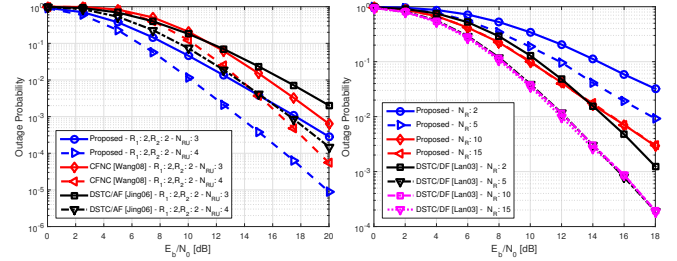 10^0
10^-1
10^-2
10^-3
10^-4
10^-5
10^-6
Outage Probability
0 2 4 6 8 10 12 14 16 18 20
E_b/N_0 [dB]
Proposed - R_1: 2,R_2: 2 - N_RU: 3
Proposed - R_1: 2,R_2: 2 - N_RU: 4
CFNC [Wang08] - R_1: 2,R_2: 2 - N_RU: 3
CFNC [Wang08] - R_1: 2,R_2: 2 - N_RU: 4
DSTC/AF [Jing06] - R_1: 2,R_2: 2 - N_RU: 3
DSTC/AF [Jing06] - R_1: 2,R_2: 2 - N_RU: 4
10^0
10^-1
10^-2
10^-3
10^-4
Outage Probability
0 2 4 6 8 10 12 14 16 18
E_b/N_0 [dB]
Proposed - N_R: 2
Proposed - N_R: 5
Proposed - N_R: 10
Proposed - N_R: 15
DSTC/DF [Lan03] - N_R: 2
DSTC/DF [Lan03] - N_R: 5
DSTC/DF [Lan03] - N_R: 10
DSTC/DF [Lan03] - N_R: 15